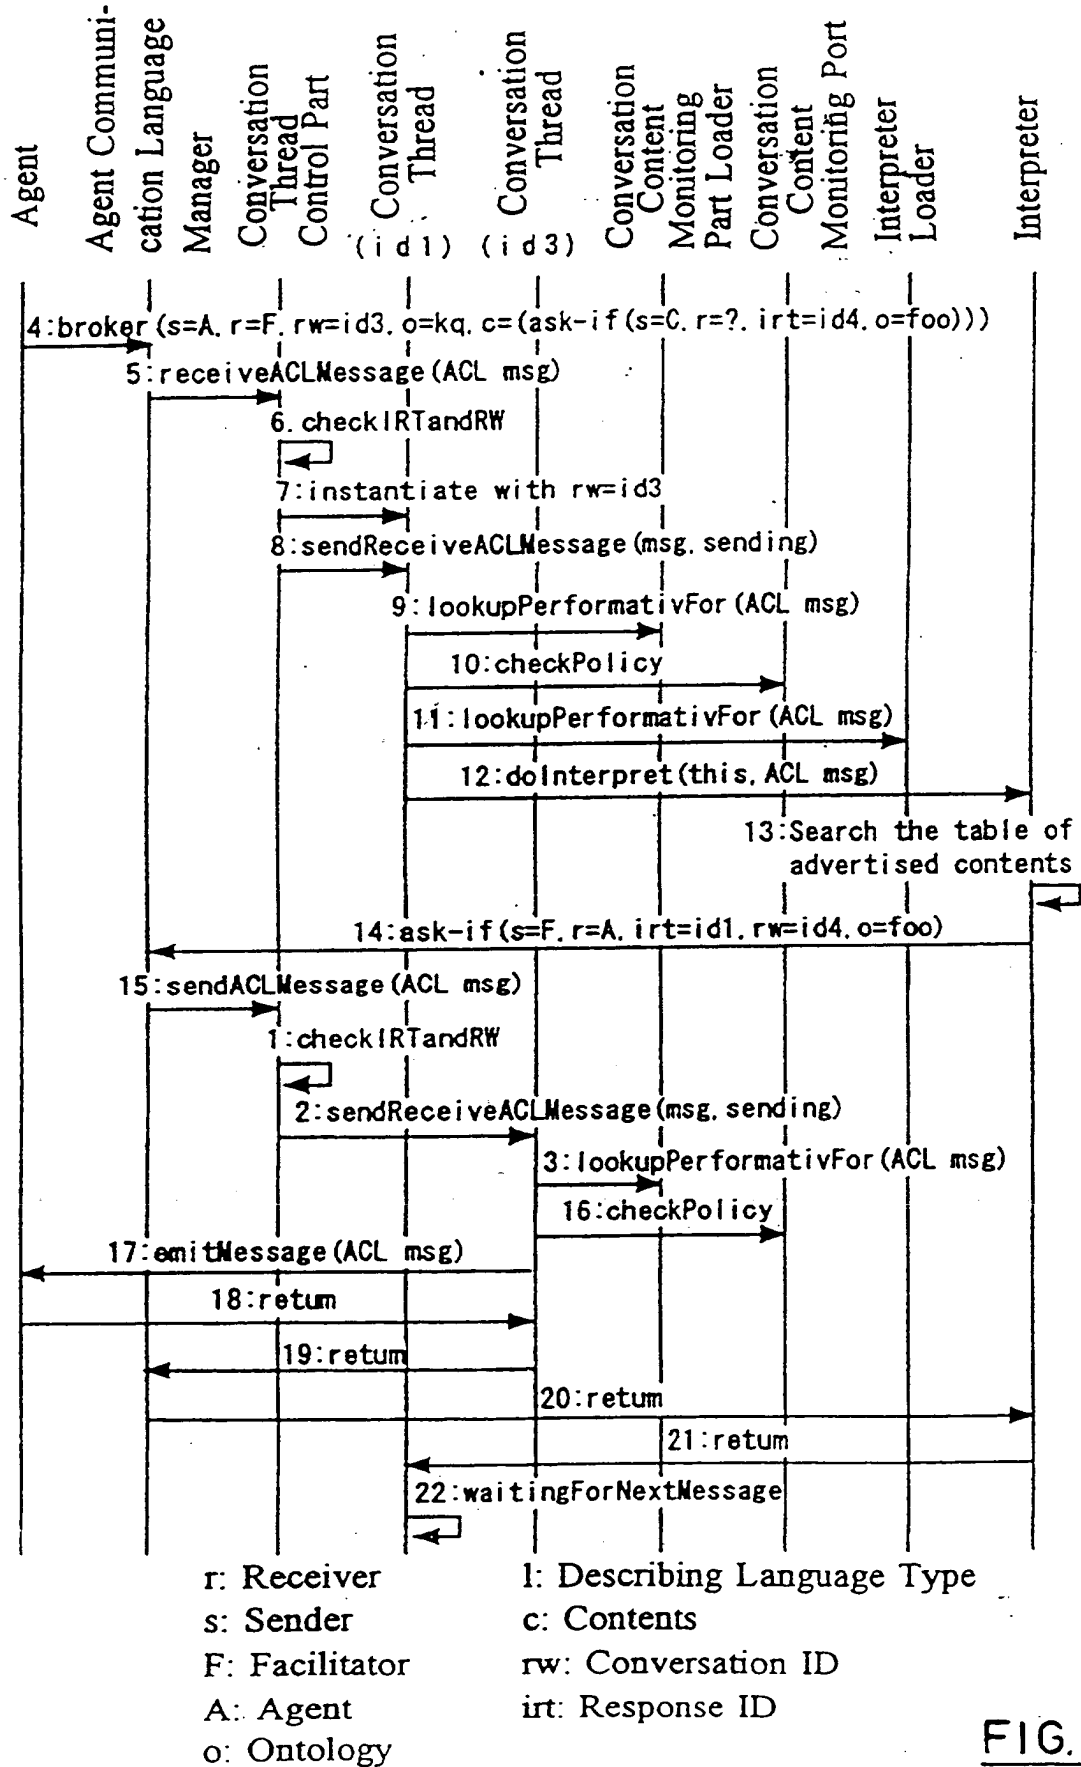 Agent
Agent Communi-
cation Language
Manager
Conversation
Thread
Control Part
Conversation
Thread
(id1)
Conversation
Thread
(id3)
Conversation
Content
Monitoring
Part Loader
Conversation
Content
Monitoring Port
Interpreter
Loader
Interpreter
4:broker(s=A. r=F. rw=id3. o=kq. c=(ask-if(s=C. r=?. irt=id4. o=foo)))
5:receiveACLMessage(ACL msg)
6.checkIRTandRW
7:instantiate with rw=id3
8:sendReceiveACLMessage(msg. sending)
9:lookupPerformativFor(ACL msg)
10:checkPolicy
11:lookupPerformativFor(ACL msg)
12:doInterpret(this. ACL msg)
13:Search the table of
advertised contents
14:ask-if(s=F. r=A. irt=id1. rw=id4. o=foo)
15:sendACLMessage(ACL msg)
1:checkIRTandRW
2:sendReceiveACLMessage(msg. sending)
3:lookupPerformativFor(ACL msg)
16:checkPolicy
17:emitMessage(ACL msg)
18:return
19:return
20:return
21:return
22:waitingForNextMessage
r: Receiver
l: Describing Language Type
s: Sender
c: Contents
F: Facilitator
rw: Conversation ID
A: Agent
irt: Response ID
o: Ontology
FIG.